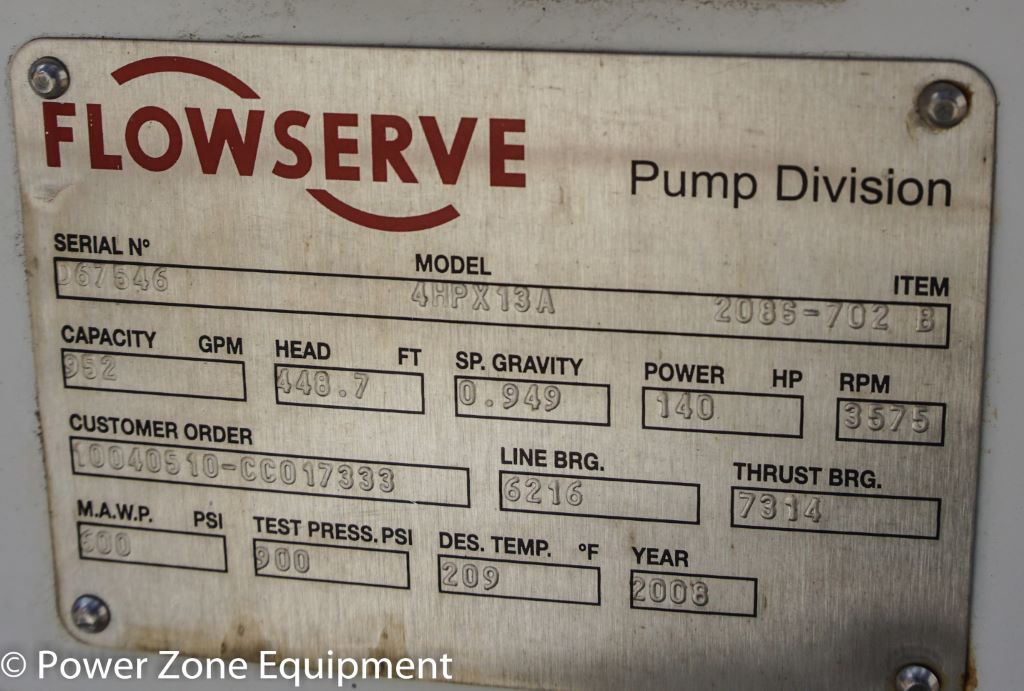 FLOWSERVE
Pump Division
SERIAL Nº MODEL ITEM
D67546 4HPX13A 2086-702 B
CAPACITY GPM HEAD FT SP. GRAVITY POWER HP RPM
952 448.7 0.949 140 3575
CUSTOMER ORDER LINE BRG. THRUST BRG.
10040510-CC017333 6216 7314
M.A.W.P. PSI TEST PRESS. PSI DES. TEMP. ºF YEAR
600 900 209 2008
© Power Zone Equipment